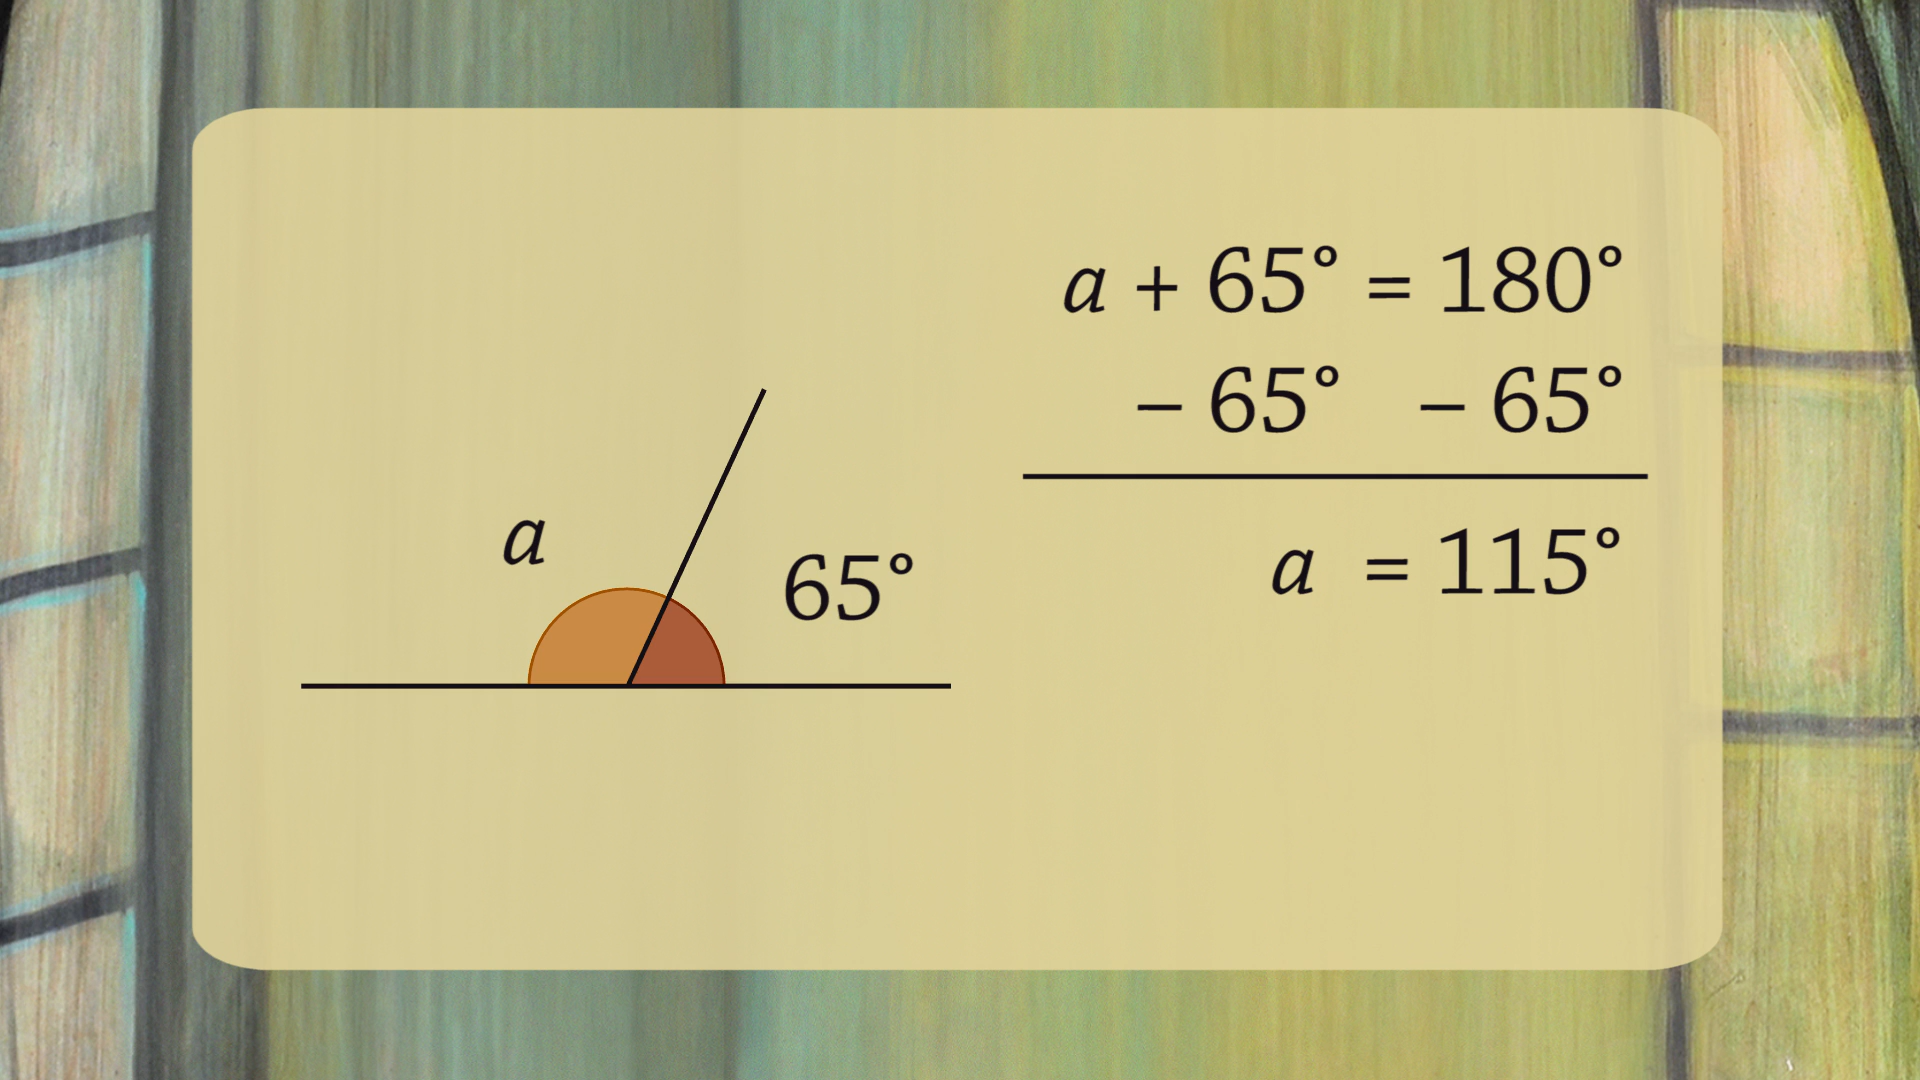 a + 65° = 180°
– 65° – 65°
a = 115°
a
65°